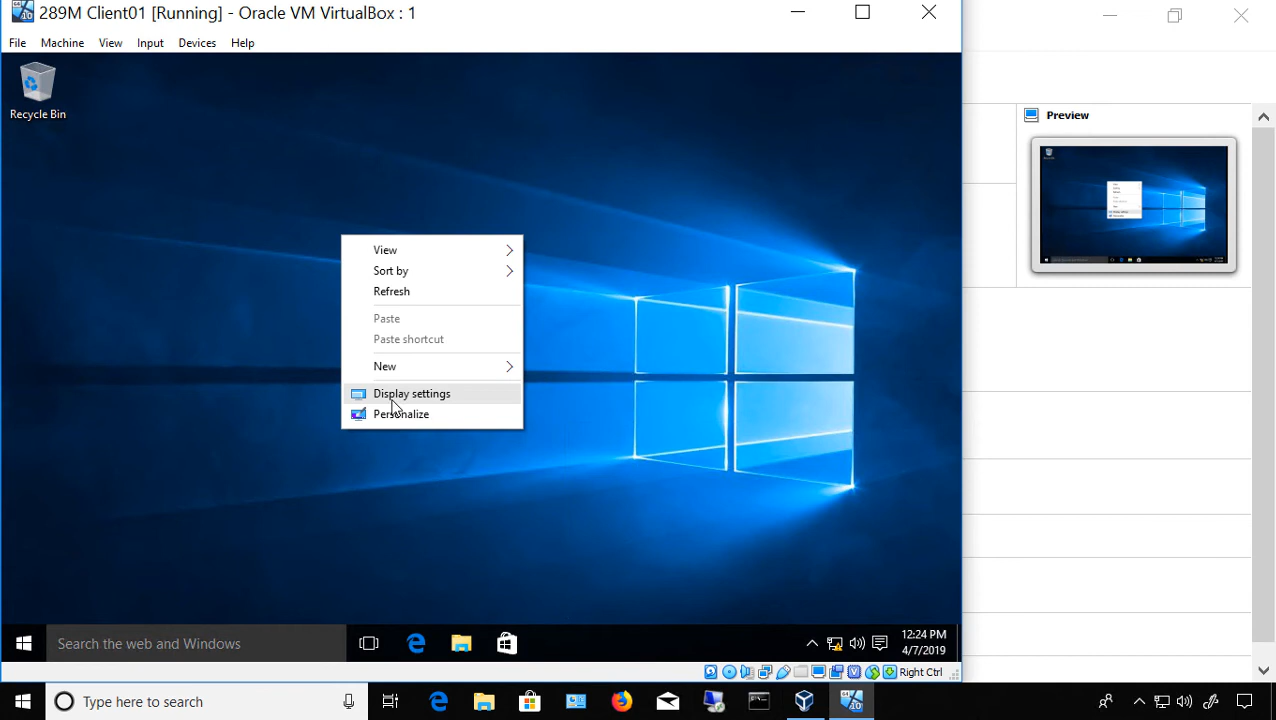 289M Client01 [Running] - Oracle VM VirtualBox : 1
File Machine View Input Devices Help
Recycle Bin
Preview
View
Sort by
Refresh
Paste
Paste shortcut
New
Display settings
Personalize
Search the web and Windows
12:24 PM
4/7/2019
Right Ctrl
Type here to search